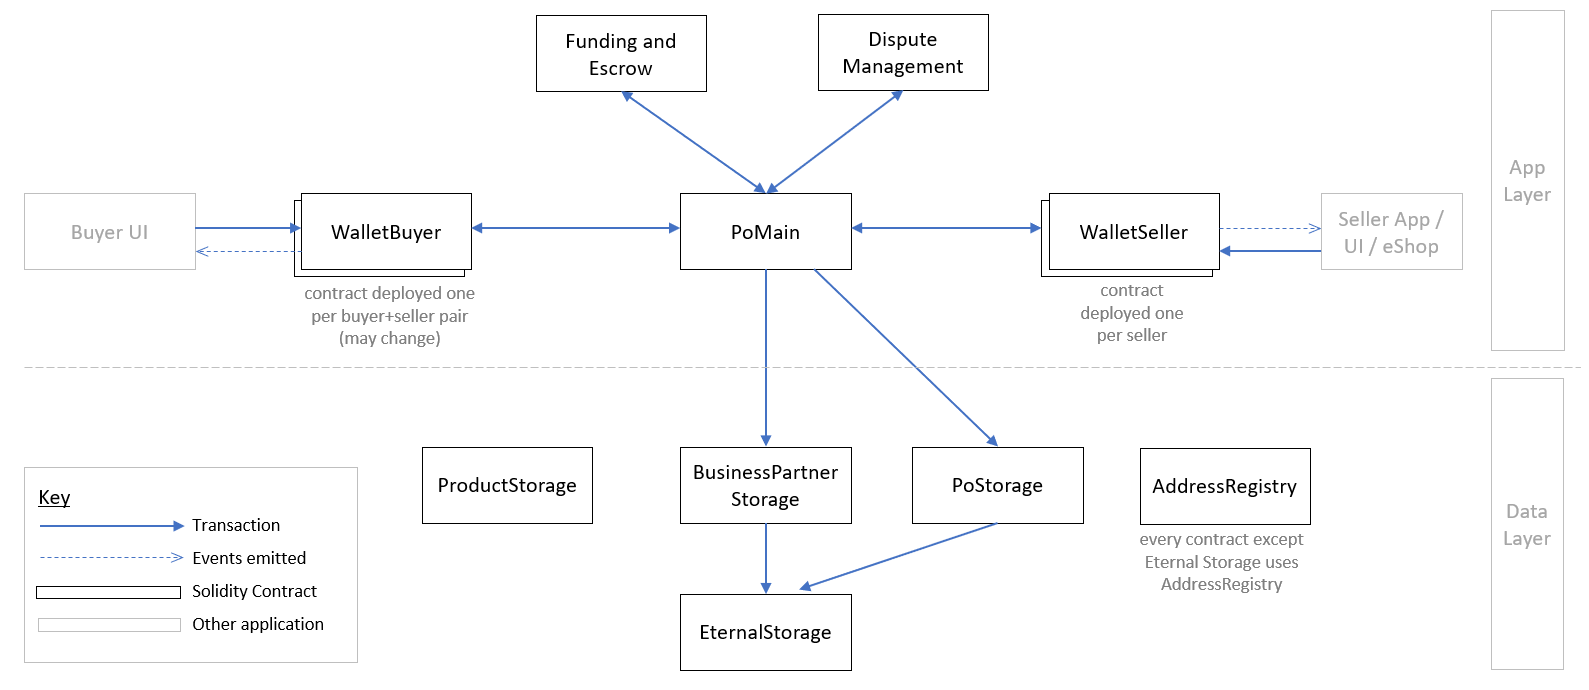 Funding and
Escrow
Dispute
Management
App
Layer
Buyer UI
WalletBuyer
PoMain
WalletSeller
Seller App /
UI / eShop
contract deployed one
per buyer+seller pair
(may change)
contract
deployed one
per seller
ProductStorage
BusinessPartner
Storage
PoStorage
AddressRegistry
every contract except
Eternal Storage uses
AddressRegistry
Data
Layer
Key
Transaction
Events emitted
Solidity Contract
Other application
EternalStorage